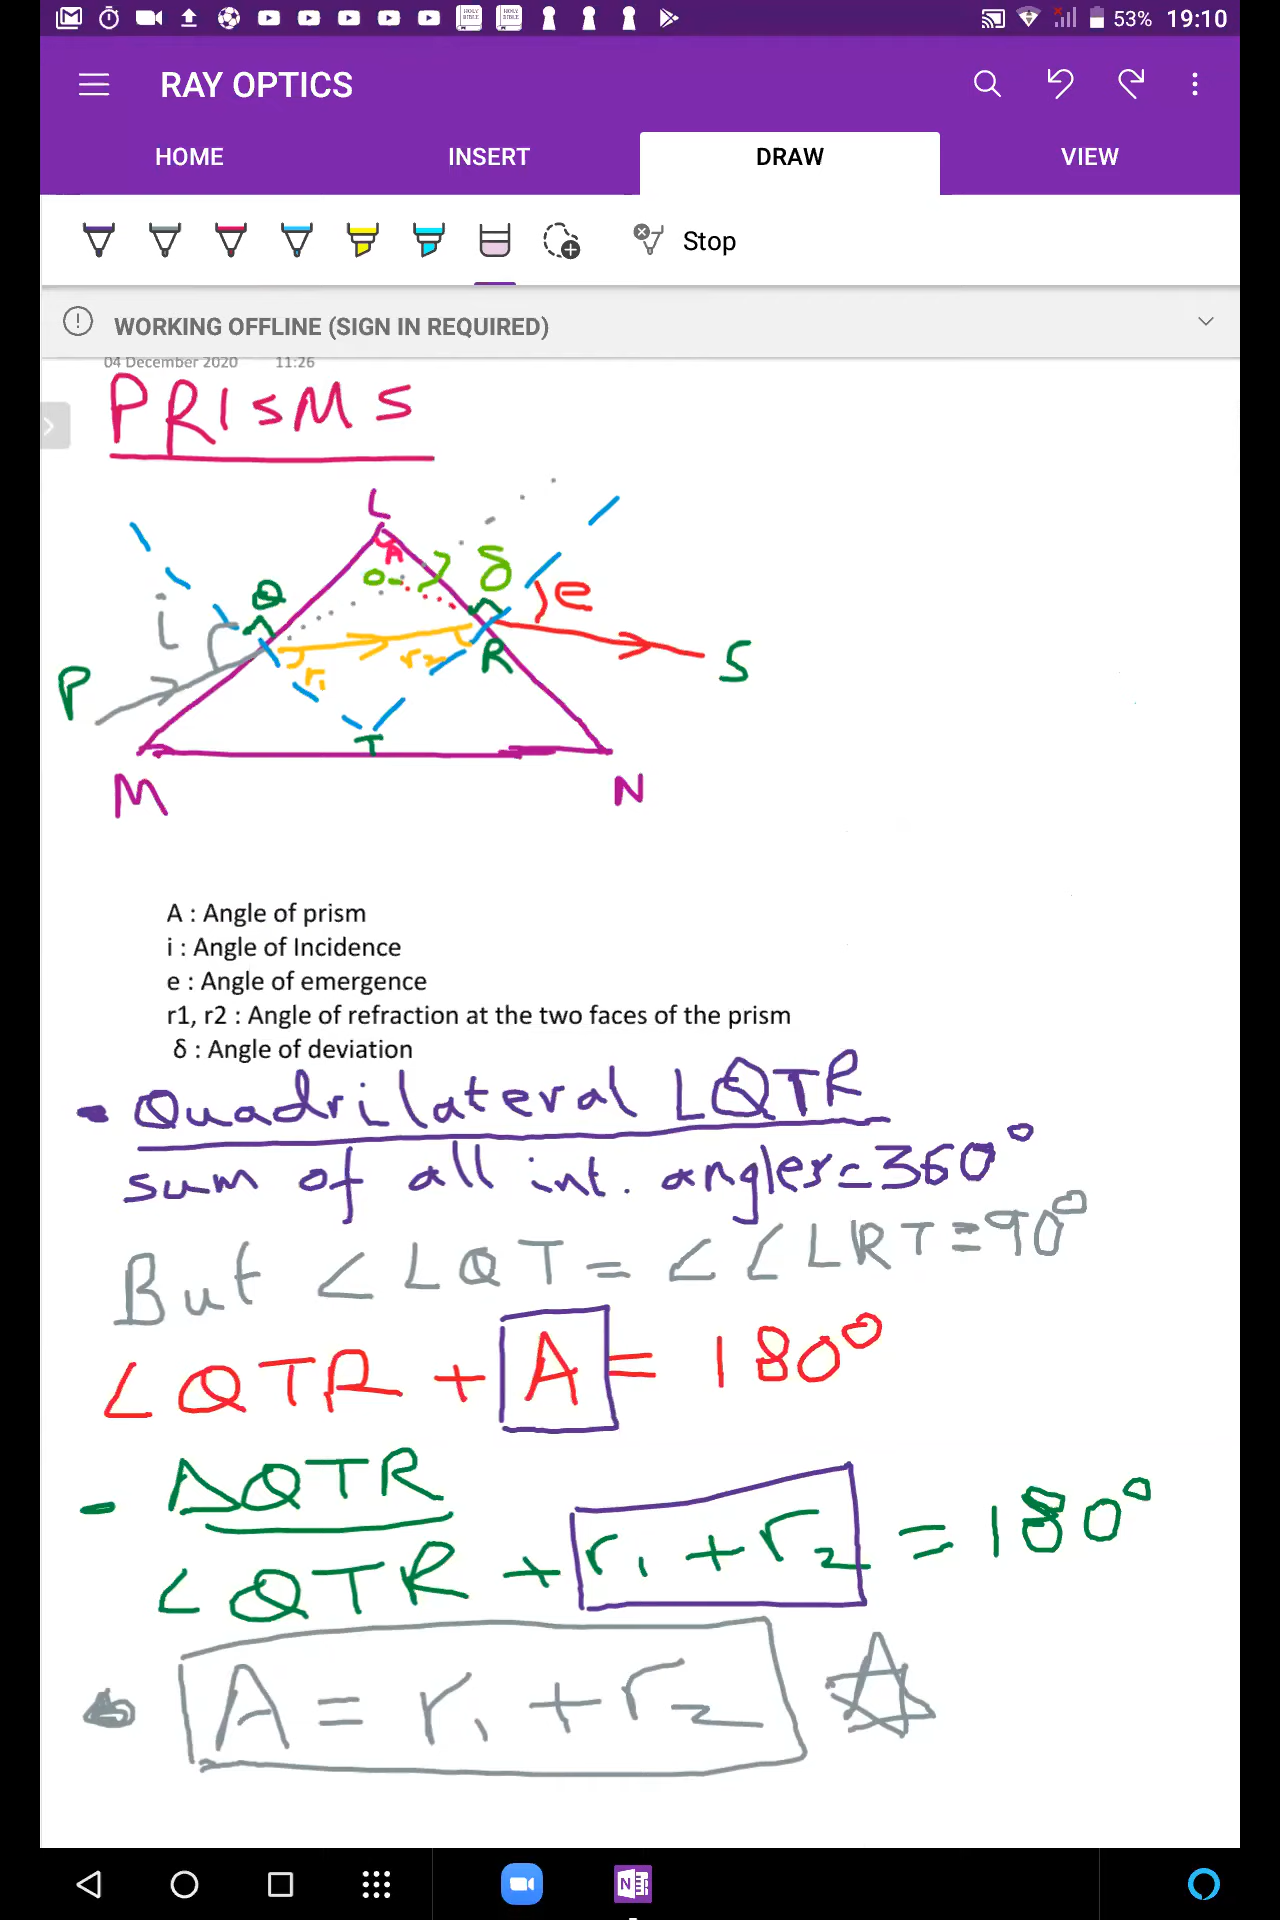 53% 19:10
RAY OPTICS
HOME INSERT DRAW VIEW
Stop
WORKING OFFLINE (SIGN IN REQUIRED)
04 December 2020 11:26
PRISMS
L
A
O δ
Q e
i
r1 r2 R S
P
T
M N
A : Angle of prism
i : Angle of Incidence
e : Angle of emergence
r1, r2 : Angle of refraction at the two faces of the prism
δ : Angle of deviation
- Quadrilateral LQTR
sum of all int. angles = 360°
But ∠LQT = ∠∠LRT = 90°
∠QTR + A = 180°
- ΔQTR
∠QTR + r₁ + r₂ = 180°
A = r₁ + r₂